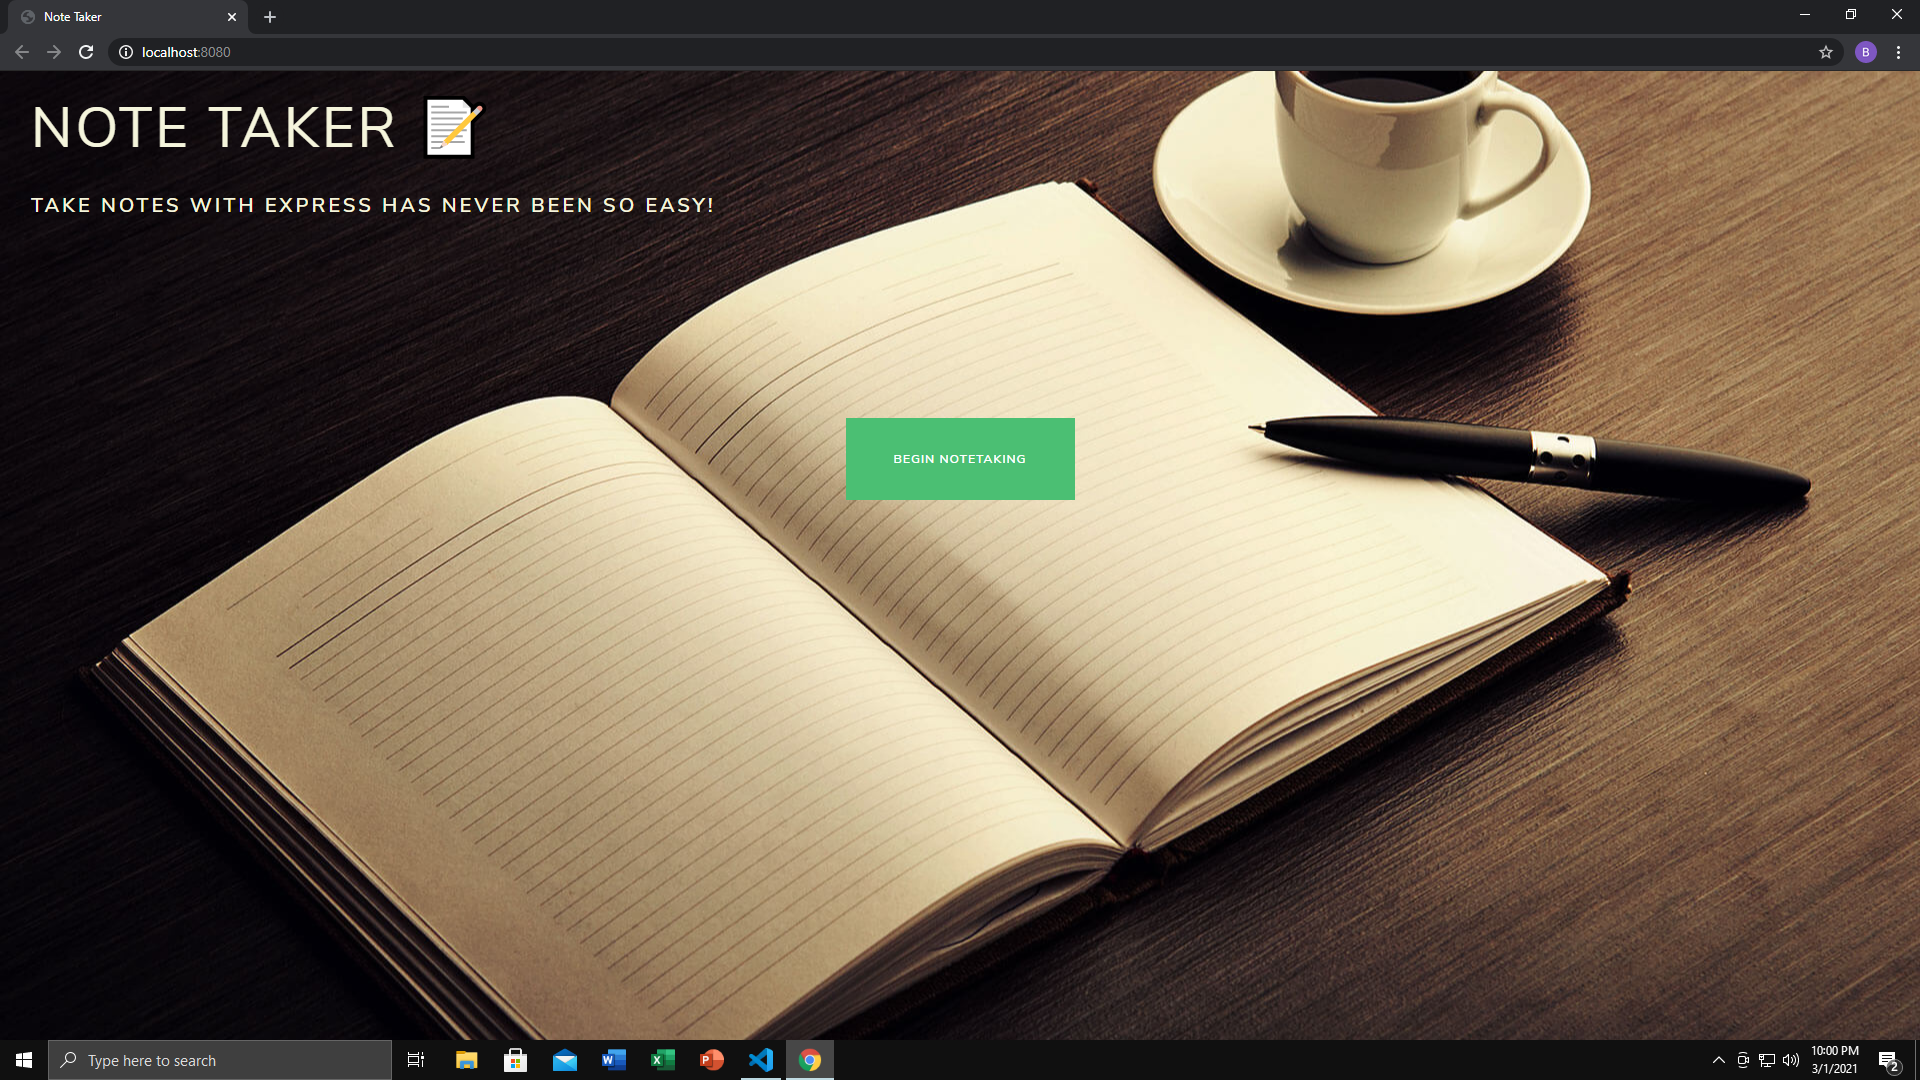 Note Taker
localhost:8080
B
NOTE TAKER
TAKE NOTES WITH EXPRESS HAS NEVER BEEN SO EASY!
BEGIN NOTETAKING
Type here to search
W
X
P
10:00 PM
3/1/2021
2